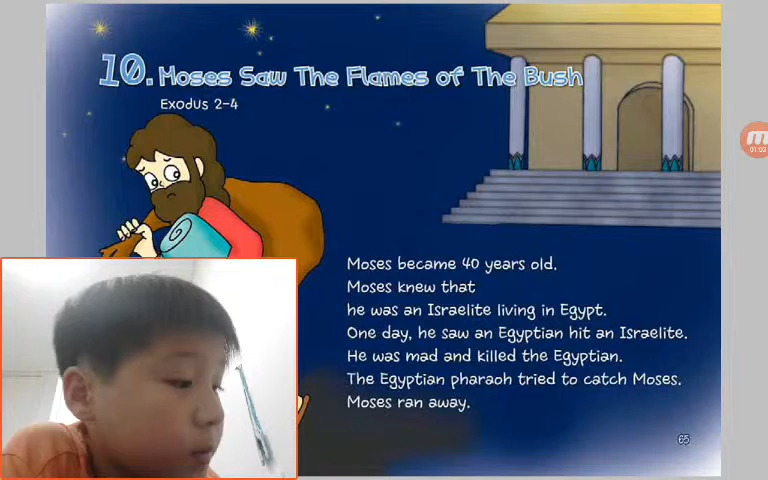 10. Moses Saw The Flames of The Bush
Exodus 2-4
Moses became 40 years old.
Moses knew that
he was an Israelite living in Egypt.
One day, he saw an Egyptian hit an Israelite.
He was mad and killed the Egyptian.
The Egyptian pharaoh tried to catch Moses.
Moses ran away.
65
01:03